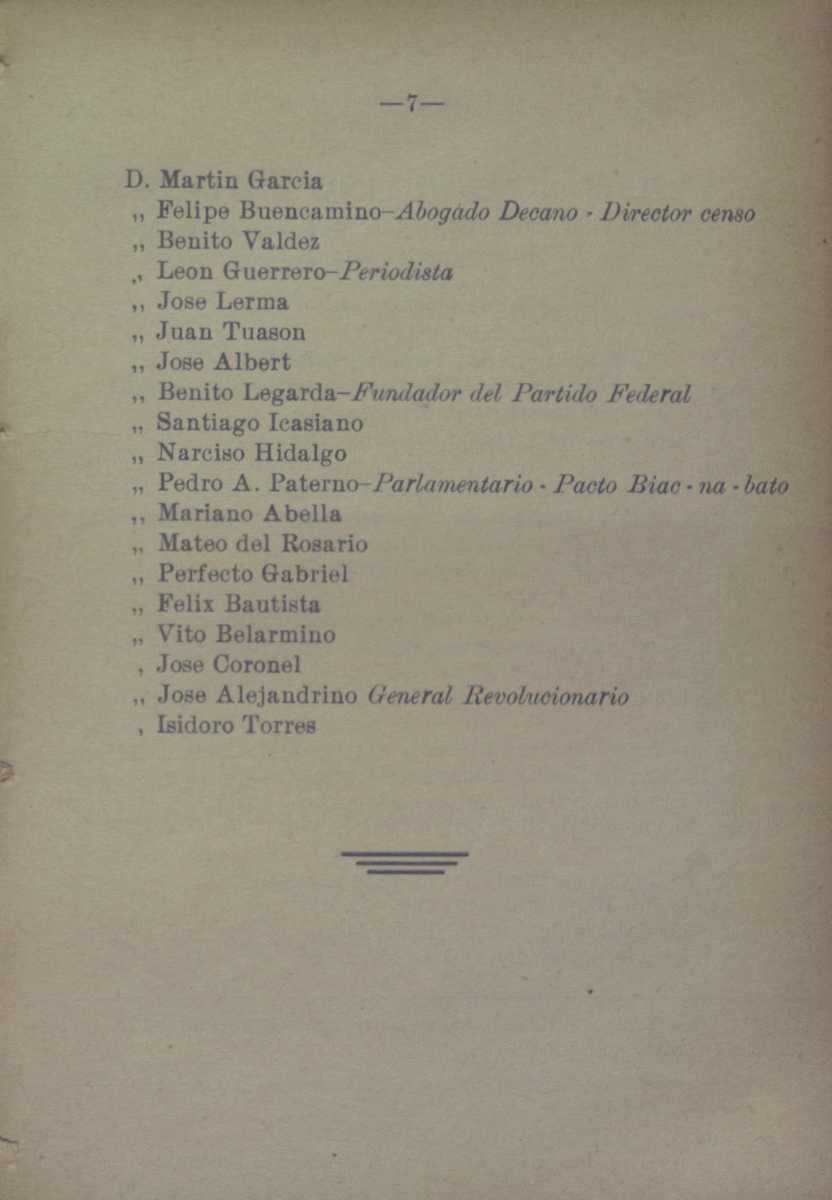 —7—
D. Martin Garcia
„ Felipe Buencamino–Abogado Decano - Director censo
„ Benito Valdez
„ Leon Guerrero–Periodista
„ Jose Lerma
„ Juan Tuason
„ Jose Albert
„ Benito Legarda–Fundador del Partido Federal
„ Santiago Icasiano
„ Narciso Hidalgo
„ Pedro A. Paterno–Parlamentario - Pacto Biac - na - bato
„ Mariano Abella
„ Mateo del Rosario
„ Perfecto Gabriel
„ Felix Bautista
„ Vito Belarmino
, Jose Coronel
„ Jose Alejandrino General Revolucionario
, Isidoro Torres